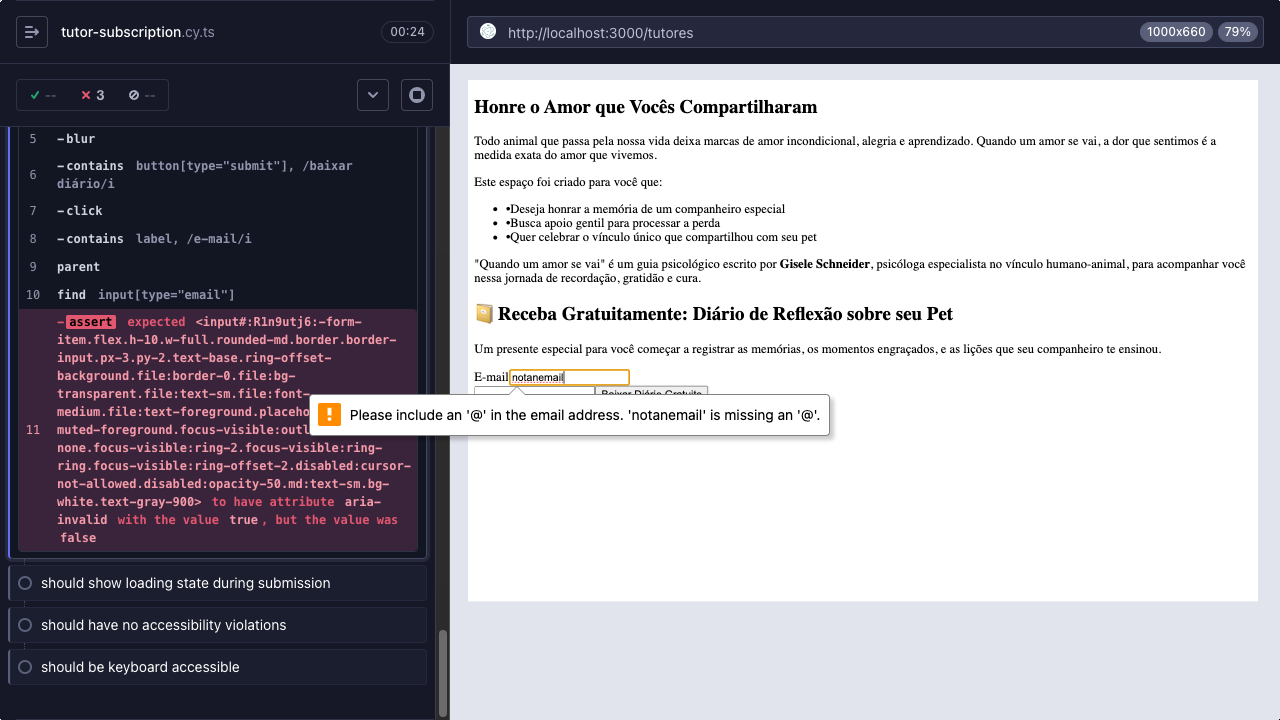 tutor-subscription.cy.ts
00:24
http://localhost:3000/tutores
1000x660
79%
--
3
--
5 -blur
6 -contains button[type="submit"], /baixar
diário/i
7 -click
8 -contains label, /e-mail/i
9 parent
10 find input[type="email"]
-assert expected <input#:R1n9utj6:-form-
item.flex.h-10.w-full.rounded-md.border.border-
input.px-3.py-2.text-base.ring-offset-
background.file:border-0.file:bg-
transparent.file:text-sm.file:font-
medium.file:text-foreground.placeho
11 muted-foreground.focus-visible:outl
none.focus-visible:ring-2.focus-visible:ring-
ring.focus-visible:ring-offset-2.disabled:cursor-
not-allowed.disabled:opacity-50.md:text-sm.bg-
white.text-gray-900> to have attribute aria-
invalid with the value true, but the value was
false
should show loading state during submission
should have no accessibility violations
should be keyboard accessible
Honre o Amor que Vocês Compartilharam
Todo animal que passa pela nossa vida deixa marcas de amor incondicional, alegria e aprendizado. Quando um amor se vai, a dor que sentimos é a
medida exata do amor que vivemos.
Este espaço foi criado para você que:
• •Deseja honrar a memória de um companheiro especial
• •Busca apoio gentil para processar a perda
• •Quer celebrar o vínculo único que compartilhou com seu pet
"Quando um amor se vai" é um guia psicológico escrito por Gisele Schneider, psicóloga especialista no vínculo humano-animal, para acompanhar você
nessa jornada de recordação, gratidão e cura.
Receba Gratuitamente: Diário de Reflexão sobre seu Pet
Um presente especial para você começar a registrar as memórias, os momentos engraçados, e as lições que seu companheiro te ensinou.
E-mail notanemail
Baixar Diário Gratuito
Please include an '@' in the email address. 'notanemail' is missing an '@'.